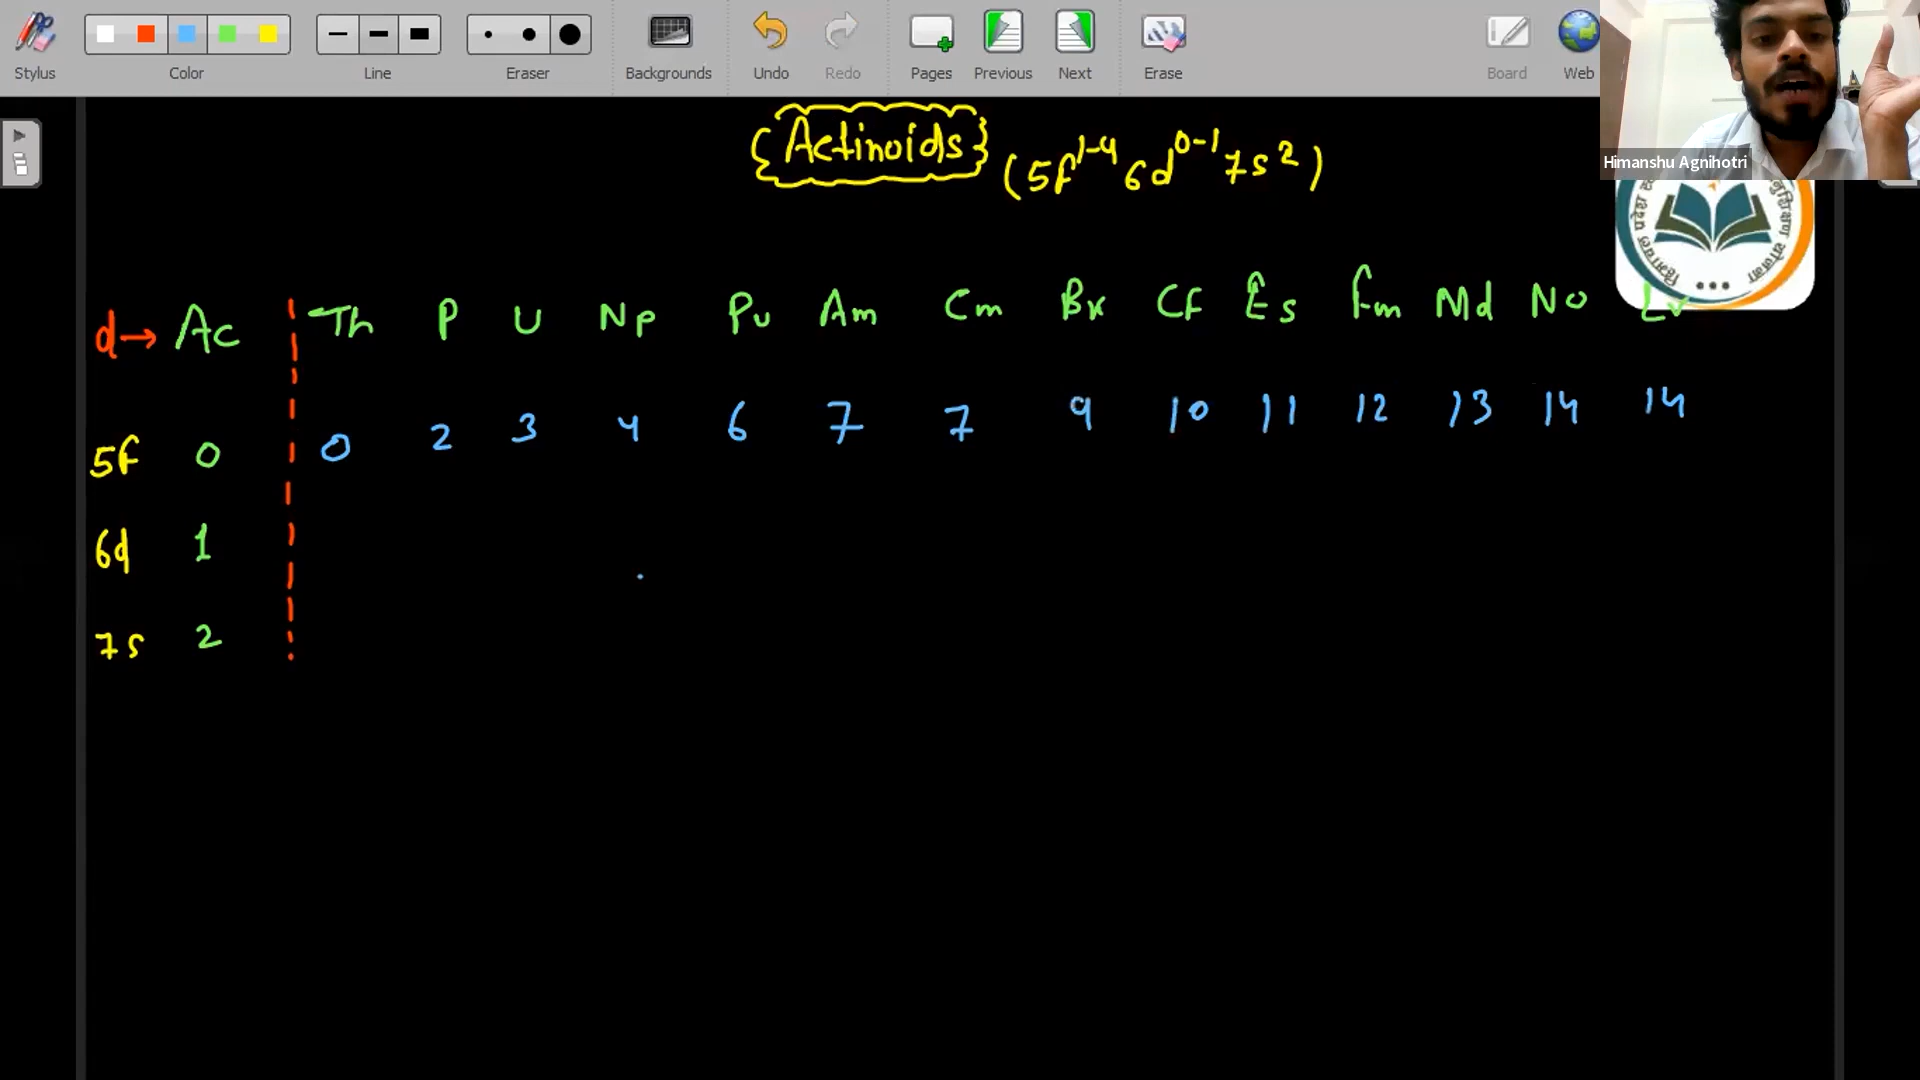 Stylus Color Line Eraser Backgrounds Undo Redo Pages Previous Next Erase Board Web
Himanshu Agnihotri
{Actinoids} (5f¹⁻⁴ 6d⁰⁻¹ 7s²)
d→ Ac Th P U Np Pu Am Cm Bk Cf Es Fm Md No
5f 0 0 2 3 4 6 7 7 9 10 11 12 13 14 14
6d 1
7s 2